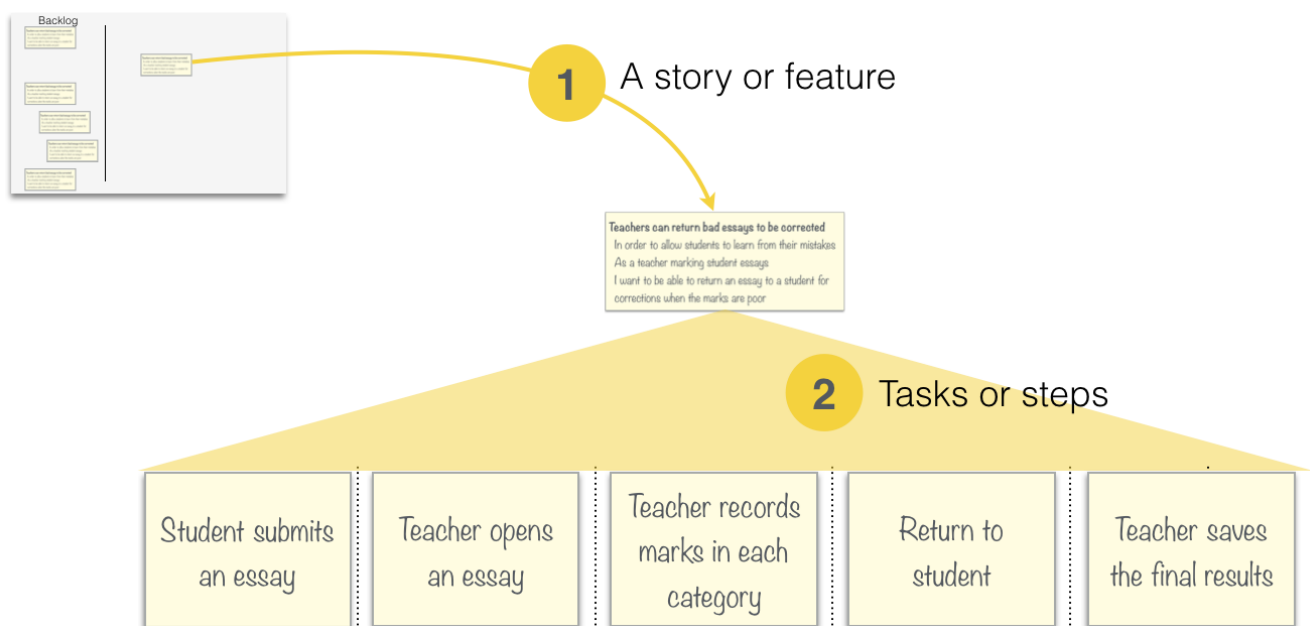 Backlog
1
A story or feature
Teachers can return bad essays to be corrected
In order to allow students to learn from their mistakes
As a teacher marking student essays
I want to be able to return an essay to a student for
corrections when the marks are poor
2
Tasks or steps
Student submits
an essay
Teacher opens
an essay
Teacher records
marks in each
category
Return to
student
Teacher saves
the final results